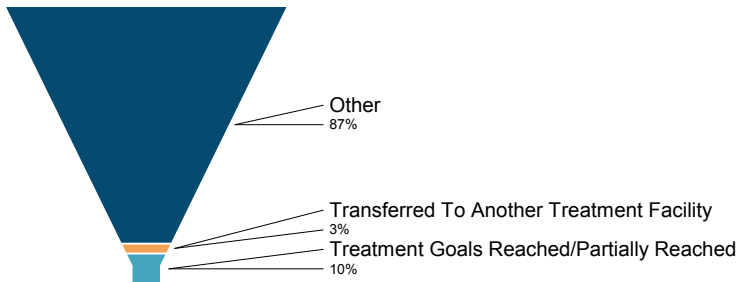 Other
87%
Transferred To Another Treatment Facility
3%
Treatment Goals Reached/Partially Reached
10%